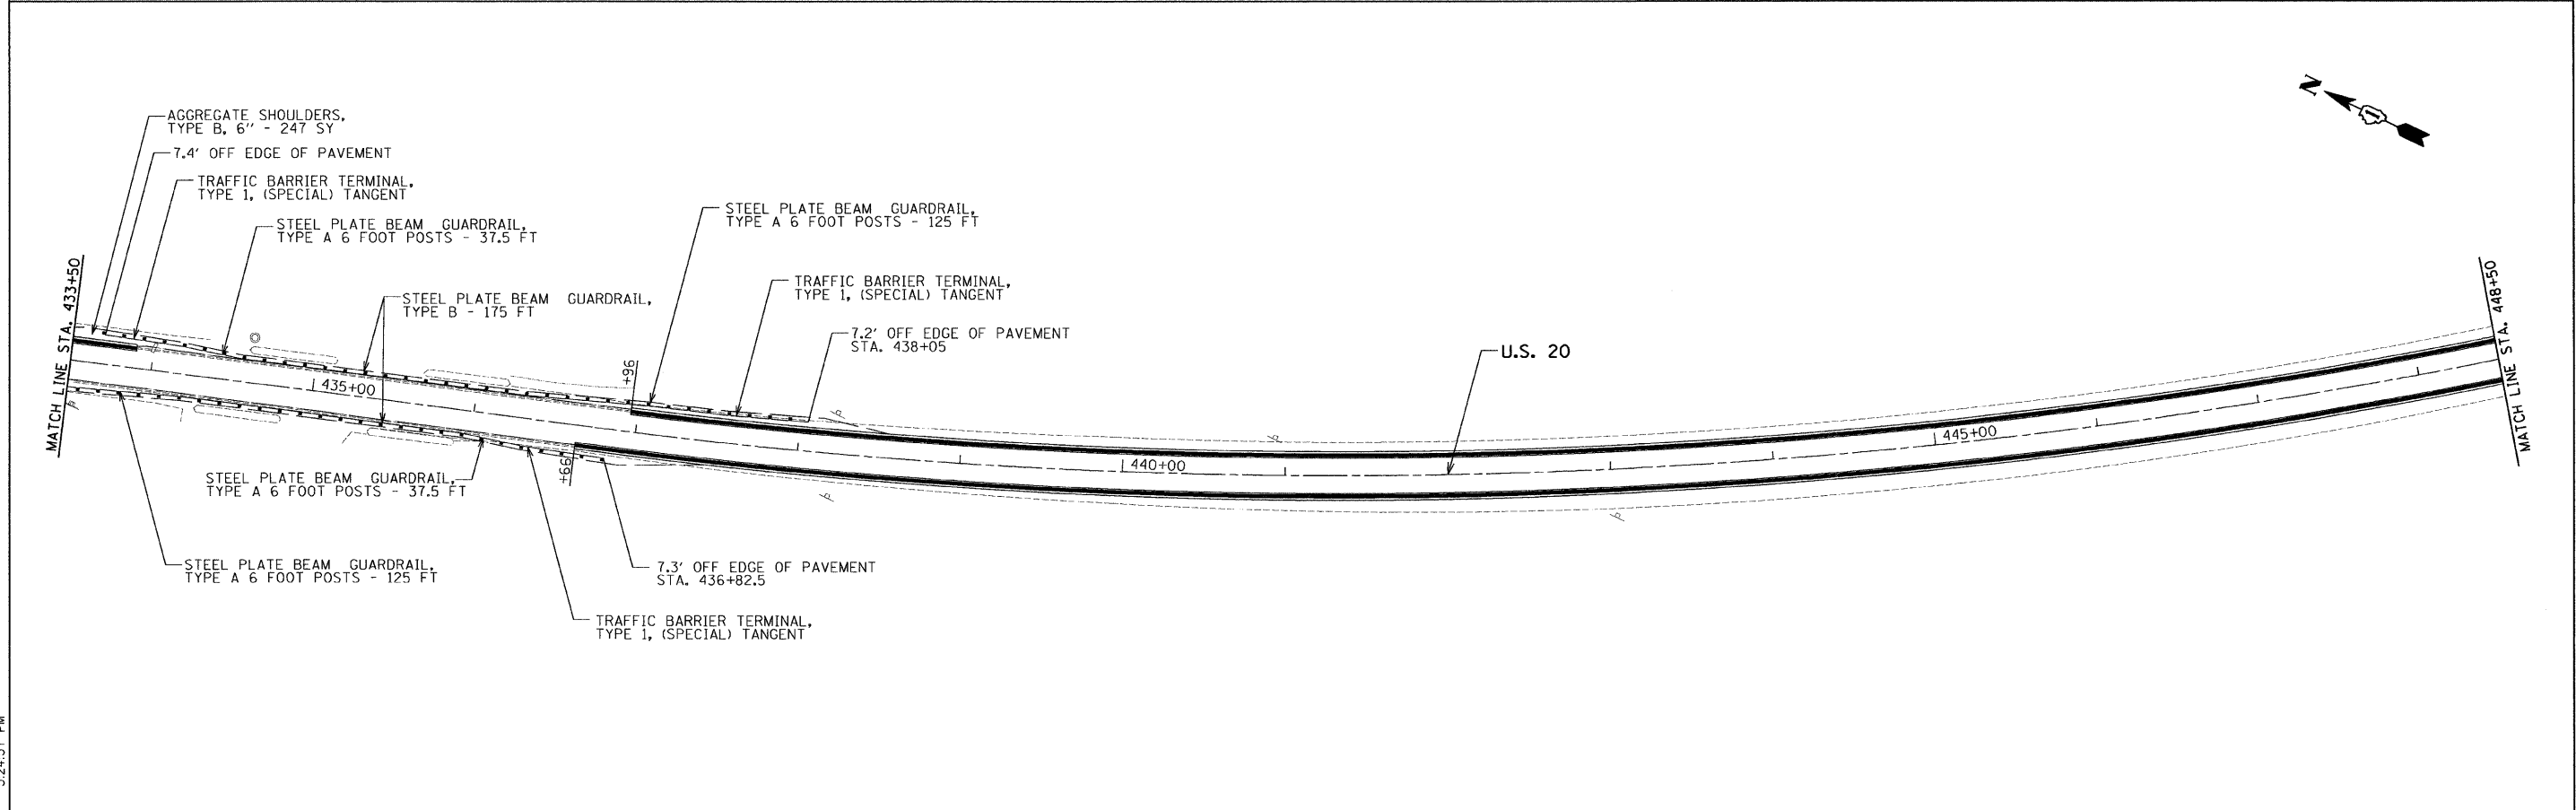 AGGREGATE SHOULDERS,
TYPE B, 6" - 247 SY
7.4' OFF EDGE OF PAVEMENT
TRAFFIC BARRIER TERMINAL,
TYPE 1, (SPECIAL) TANGENT
STEEL PLATE BEAM GUARDRAIL,
TYPE A 6 FOOT POSTS - 37.5 FT
STEEL PLATE BEAM GUARDRAIL,
TYPE B - 175 FT
STEEL PLATE BEAM GUARDRAIL,
TYPE A 6 FOOT POSTS - 125 FT
TRAFFIC BARRIER TERMINAL,
TYPE 1, (SPECIAL) TANGENT
7.2' OFF EDGE OF PAVEMENT
STA. 438+05
N
MATCH LINE STA. 433+50
435+00
+96
+66
440+00
U.S. 20
445+00
MATCH LINE STA. 448+50
STEEL PLATE BEAM GUARDRAIL,
TYPE A 6 FOOT POSTS - 37.5 FT
STEEL PLATE BEAM GUARDRAIL,
TYPE A 6 FOOT POSTS - 125 FT
7.3' OFF EDGE OF PAVEMENT
STA. 436+82.5
TRAFFIC BARRIER TERMINAL,
TYPE 1, (SPECIAL) TANGENT
PM